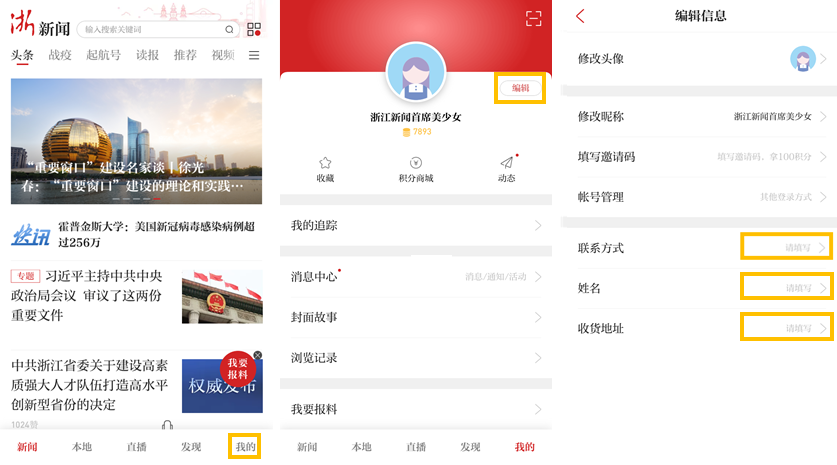 浙 新闻
输入搜索关键词
头条 战疫 起航号 读报 推荐 视频
“重要窗口”建设名家谈丨徐光
春：“重要窗口”建设的理论和实践…
快讯
霍普金斯大学：美国新冠病毒感染病例超
过256万
专题 习近平主持中共中央
政治局会议 审议了这两份
重要文件
中共浙江省委关于建设高素
质强大人才队伍打造高水平
创新型省份的决定
1024赞
我要
报料
权威发布
新闻 本地 直播 发现 我的
编辑
浙江新闻首席美少女
7893
收藏 积分商城 动态
我的追踪
消息中心 消息/通知/活动
封面故事
浏览记录
我要报料
新闻 本地 直播 发现 我的
编辑信息
修改头像
修改昵称 浙江新闻首席美少女
填写邀请码 填写邀请码、拿100积分
帐号管理 其他登录方式
联系方式 请填写
姓名 请填写
收货地址 请填写